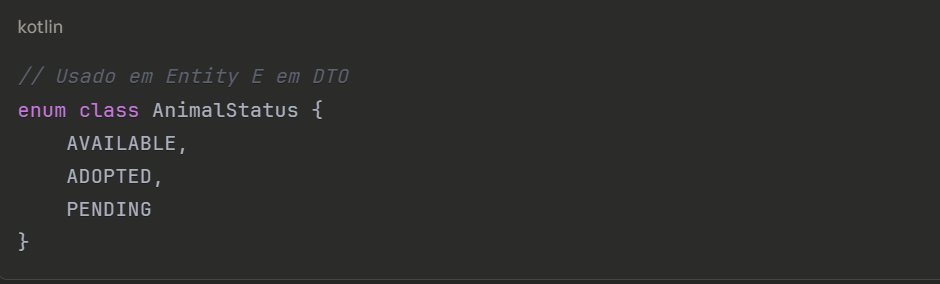 kotlin
// Usado em Entity E em DTO
enum class AnimalStatus {
    AVAILABLE,
    ADOPTED,
    PENDING
}